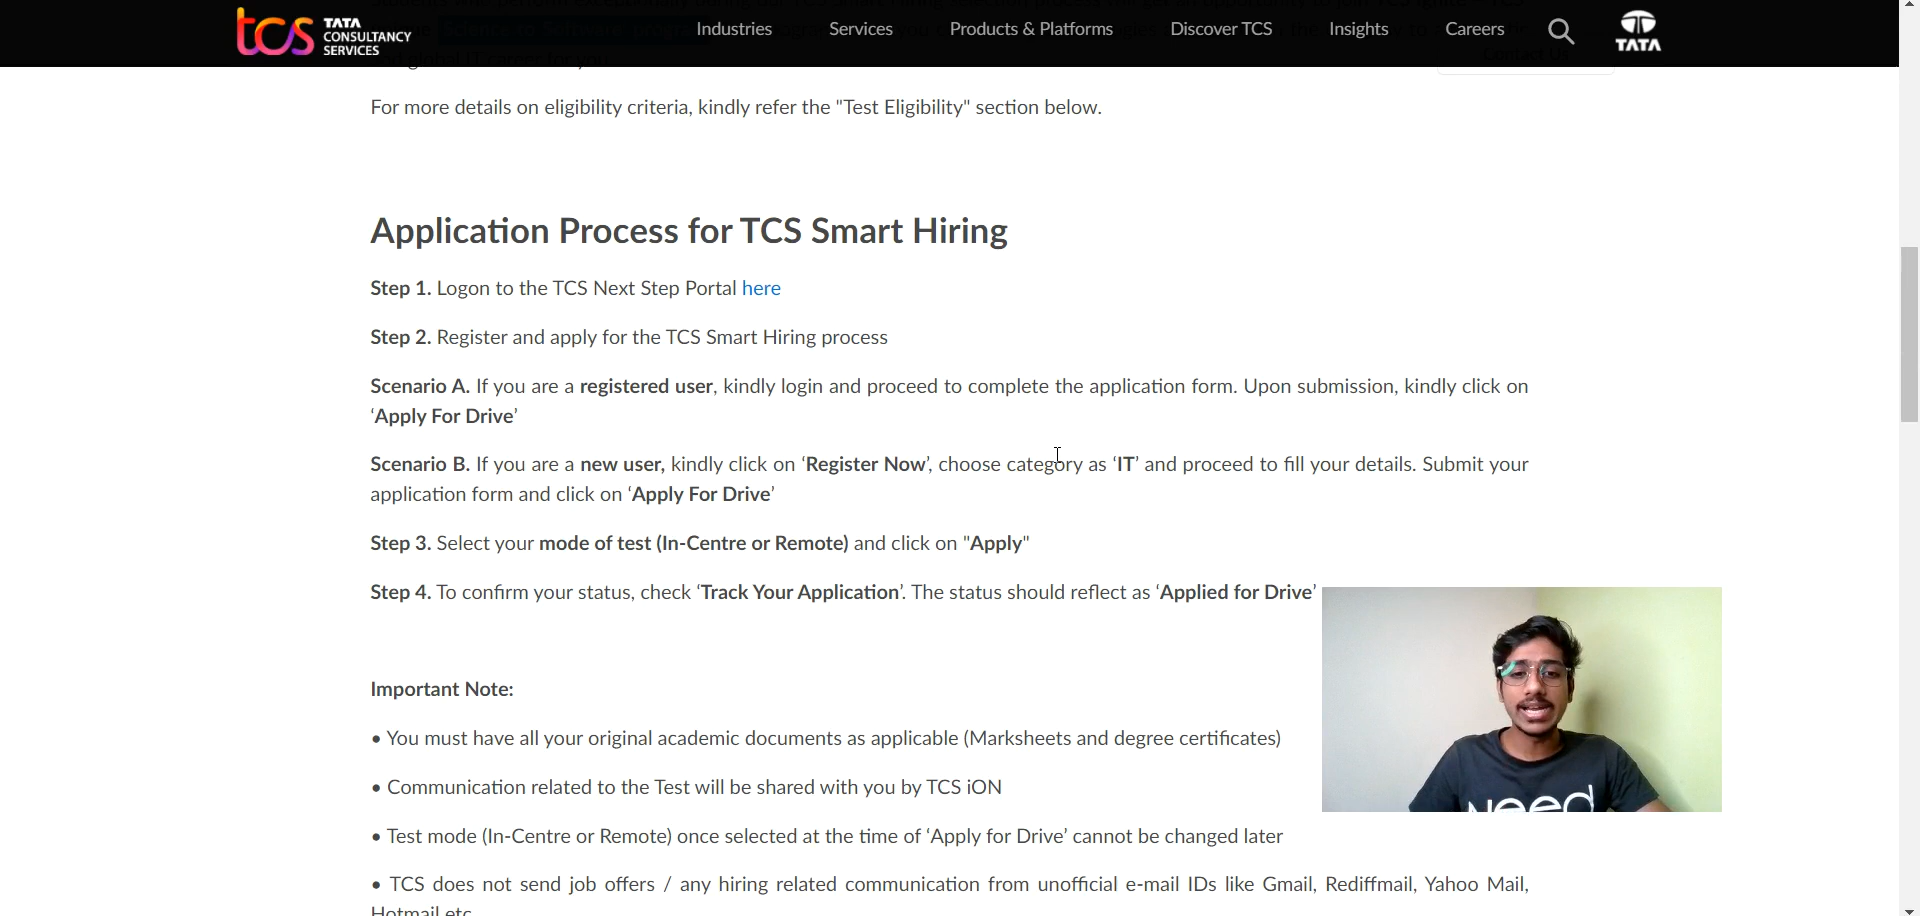 tcs TATA CONSULTANCY SERVICES
Industries Services Products & Platforms Discover TCS Insights Careers TATA
For more details on eligibility criteria, kindly refer the "Test Eligibility" section below.
Application Process for TCS Smart Hiring
Step 1. Logon to the TCS Next Step Portal here
Step 2. Register and apply for the TCS Smart Hiring process
Scenario A. If you are a registered user, kindly login and proceed to complete the application form. Upon submission, kindly click on
‘Apply For Drive’
Scenario B. If you are a new user, kindly click on ‘Register Now’, choose category as ‘IT’ and proceed to fill your details. Submit your
application form and click on ‘Apply For Drive’
Step 3. Select your mode of test (In-Centre or Remote) and click on "Apply"
Step 4. To confirm your status, check ‘Track Your Application’. The status should reflect as ‘Applied for Drive’
Important Note:
• You must have all your original academic documents as applicable (Marksheets and degree certificates)
• Communication related to the Test will be shared with you by TCS iON
• Test mode (In-Centre or Remote) once selected at the time of ‘Apply for Drive’ cannot be changed later
• TCS does not send job offers / any hiring related communication from unofficial e-mail IDs like Gmail, Rediffmail, Yahoo Mail,
Hotmail etc
need